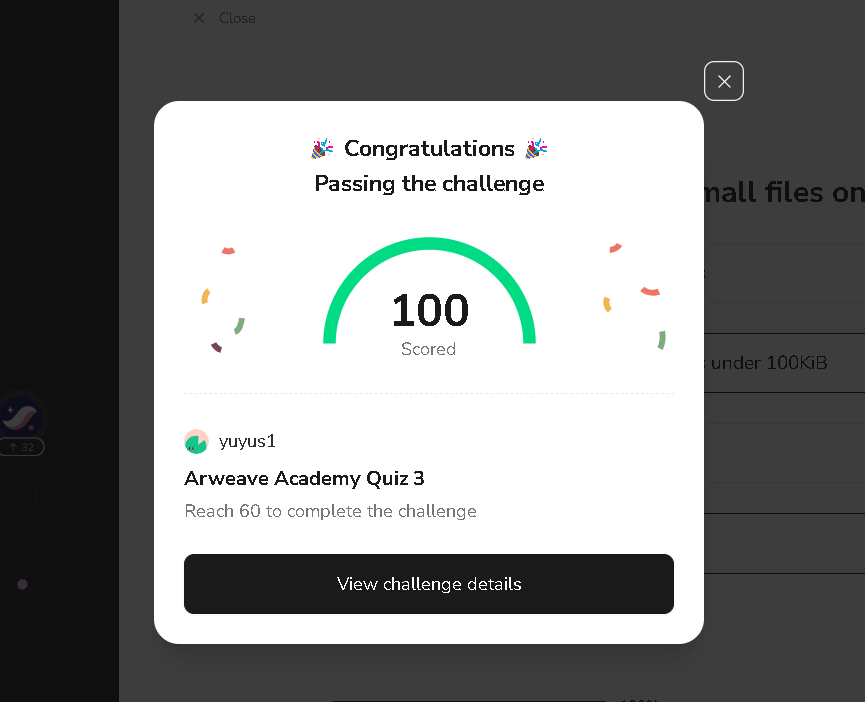 Close
🎉 Congratulations 🎉
Passing the challenge
small files on
100
Scored
under 100KiB
yuyus1
32
Arweave Academy Quiz 3
Reach 60 to complete the challenge
View challenge details